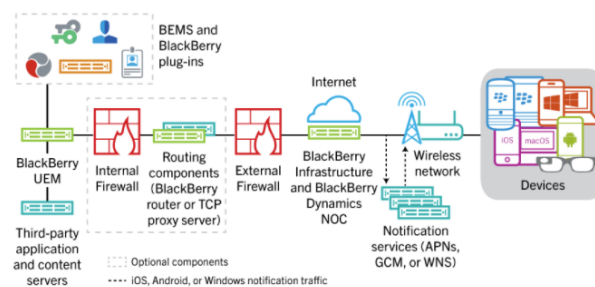 BEMS and
BlackBerry
plug-ins
Internet
BlackBerry
UEM
Internal
Firewall
Routing
components
(BlackBerry
router or TCP
proxy server)
External
Firewall
BlackBerry
Infrastructure
and BlackBerry
Dynamics
NOC
Wireless
network
iOS
macOS
Devices
Third-party
application
and content
servers
Notification
services (APNs,
GCM, or WNS)
Optional components
iOS, Android, or Windows notification traffic